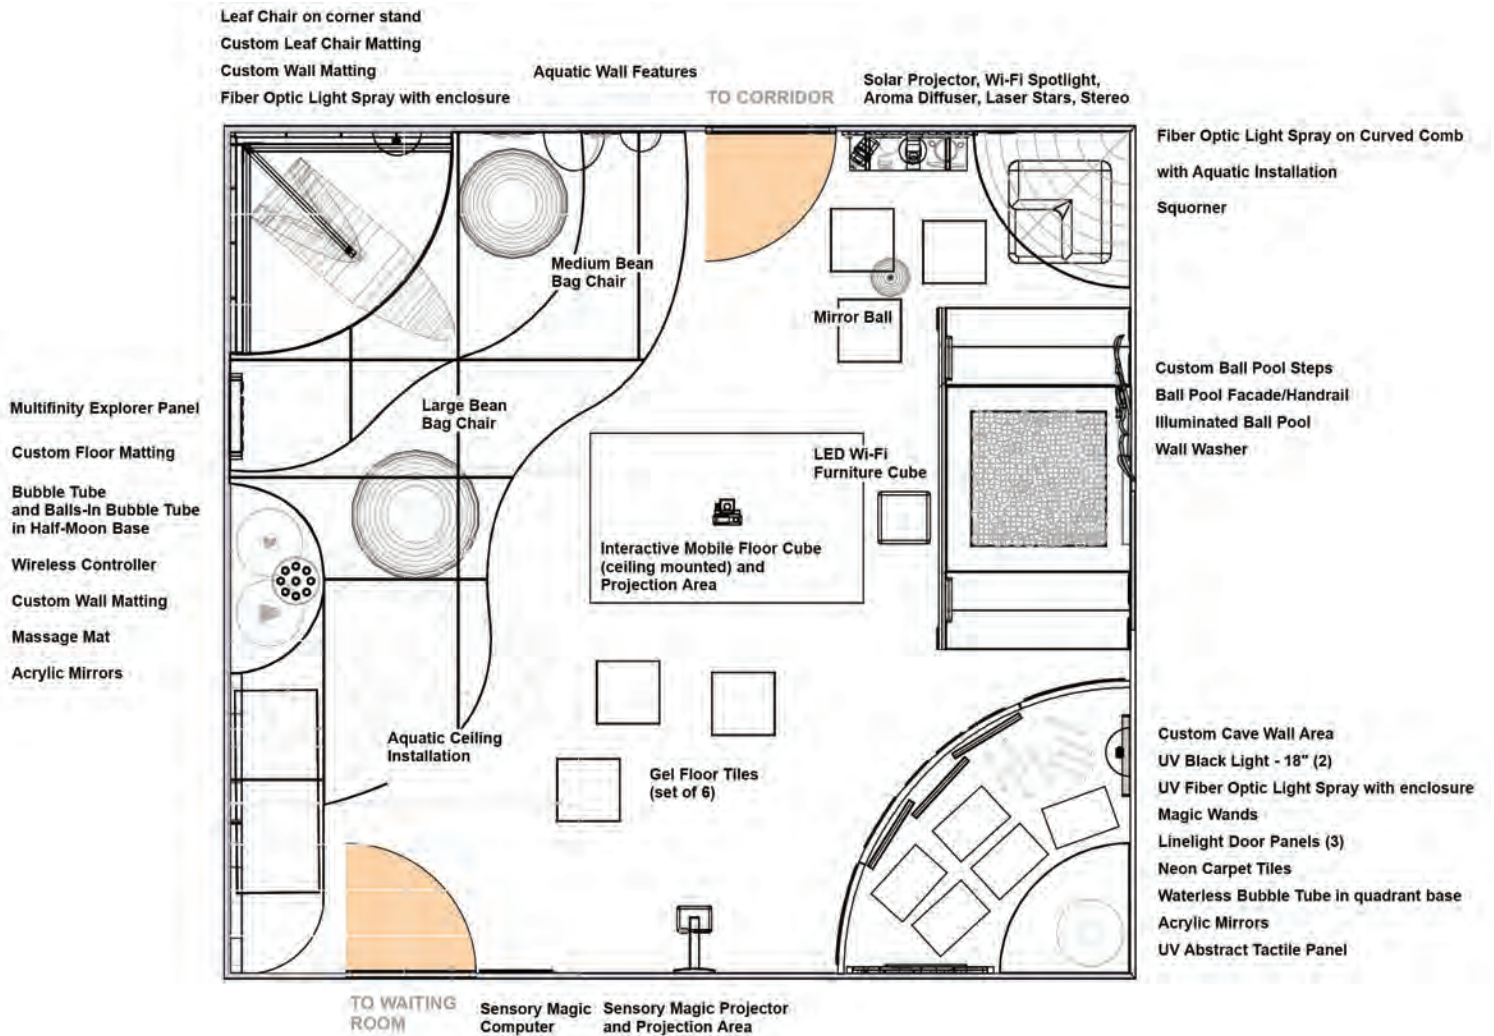 Leaf Chair on corner stand
Custom Leaf Chair Matting
Custom Wall Matting
Fiber Optic Light Spray with enclosure
Aquatic Wall Features
TO CORRIDOR
Solar Projector, Wi-Fi Spotlight,
Aroma Diffuser, Laser Stars, Stereo
Fiber Optic Light Spray on Curved Comb
with Aquatic Installation
Squorner
Medium Bean
Bag Chair
Mirror Ball
Custom Ball Pool Steps
Ball Pool Facade/Handrail
Illuminated Ball Pool
Wall Washer
Multifinity Explorer Panel
Custom Floor Matting
Bubble Tube
and Balls-In Bubble Tube
in Half-Moon Base
Wireless Controller
Custom Wall Matting
Massage Mat
Acrylic Mirrors
Large Bean
Bag Chair
LED Wi-Fi
Furniture Cube
Interactive Mobile Floor Cube
(ceiling mounted) and
Projection Area
Aquatic Ceiling
Installation
Gel Floor Tiles
(set of 6)
Custom Cave Wall Area
UV Black Light - 18" (2)
UV Fiber Optic Light Spray with enclosure
Magic Wands
Linelight Door Panels (3)
Neon Carpet Tiles
Waterless Bubble Tube in quadrant base
Acrylic Mirrors
UV Abstract Tactile Panel
TO WAITING
ROOM
Sensory Magic
Computer
Sensory Magic Projector
and Projection Area